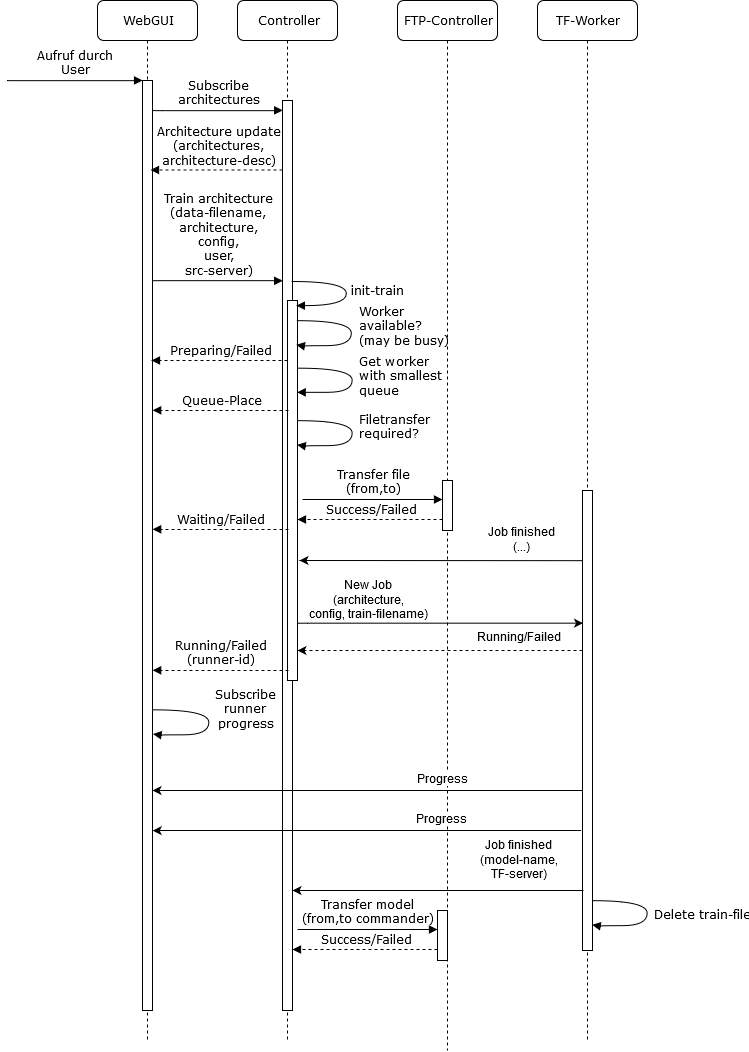 WebGUI
Controller
FTP-Controller
TF-Worker
Aufruf durch
User
Subscribe
architectures
Architecture update
(architectures,
architecture-desc)
Train architecture
(data-filename,
architecture,
config,
user,
src-server)
init-train
Worker
available?
(may be busy)
Preparing/Failed
Get worker
with smallest
queue
Queue-Place
Filetransfer
required?
Transfer file
(from,to)
Success/Failed
Waiting/Failed
Job finished
(...)
New Job
(architecture,
config, train-filename)
Running/Failed
Running/Failed
(runner-id)
Subscribe
runner
progress
Progress
Progress
Job finished
(model-name,
TF-server)
Transfer model
(from,to commander)
Delete train-file
Success/Failed